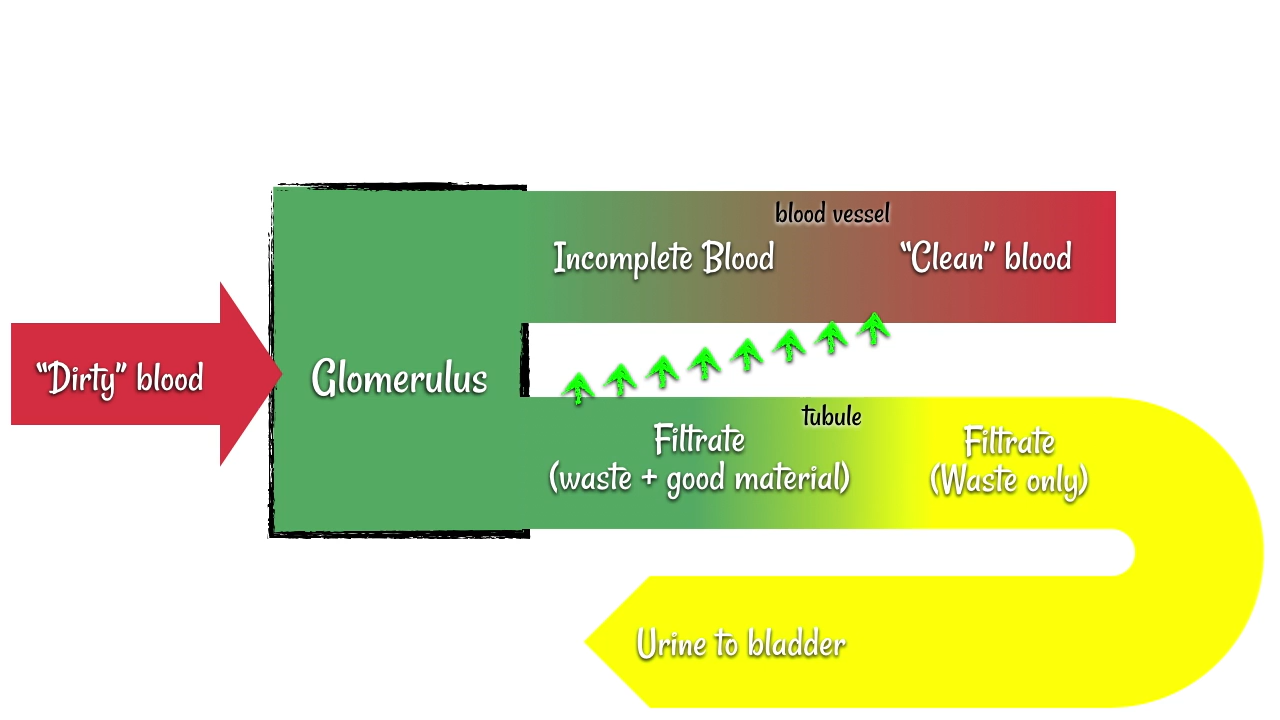 blood vessel
Incomplete Blood
“Clean” blood
“Dirty” blood
Glomerulus
tubule
Filtrate
(waste + good material)
Filtrate
(Waste only)
Urine to bladder